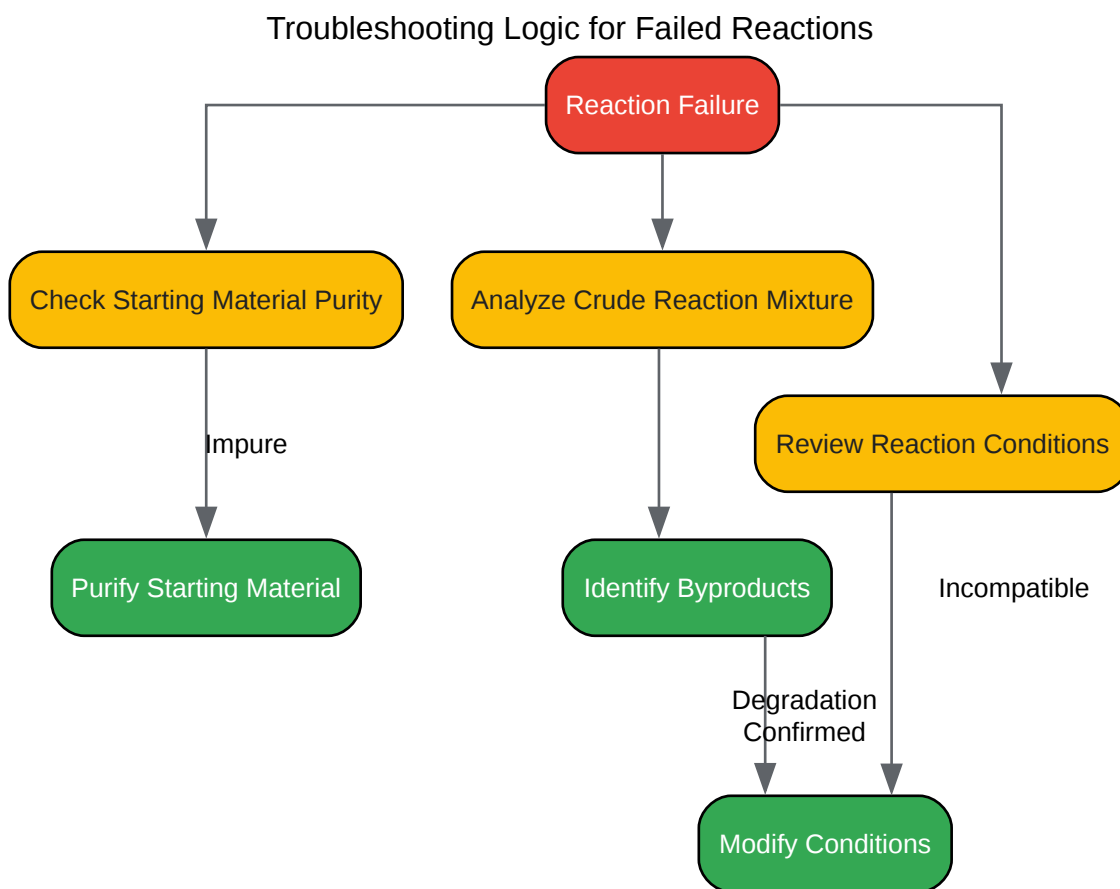 Troubleshooting Logic for Failed Reactions
Reaction Failure
Check Starting Material Purity
Analyze Crude Reaction Mixture
Review Reaction Conditions
Impure
Purify Starting Material
Identify Byproducts
Incompatible
Degradation
Confirmed
Modify Conditions